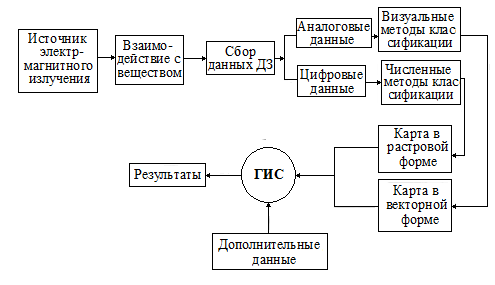 Источник
электр-
магнитного
излучения
Взаимо-
действие с
веществом
Сбор
данных ДЗ
Аналоговые
данные
Визуальные
методы клас
сификации
Цифровые
данные
Численные
методы клас
сификации
Карта в
растровой
форме
Карта в
векторной
форме
ГИС
Результаты
Дополнительные
данные